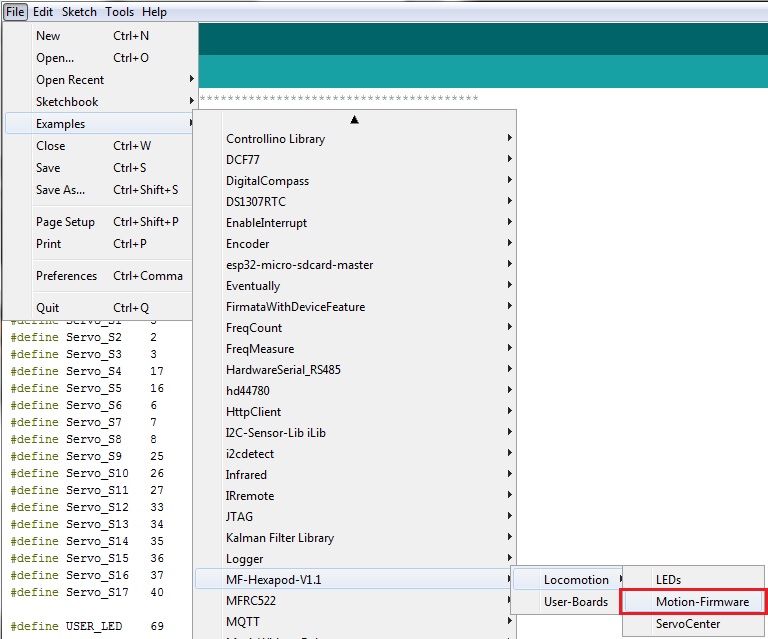 File Edit Sketch Tools Help
New Ctrl+N
Open... Ctrl+O
Open Recent
Sketchbook
Examples
Close Ctrl+W
Save Ctrl+S
Save As... Ctrl+Shift+S
Page Setup Ctrl+Shift+P
Print Ctrl+P
Preferences Ctrl+Comma
Quit Ctrl+Q
****************************************
Controllino Library
DCF77
DigitalCompass
DS1307RTC
EnableInterrupt
Encoder
esp32-micro-sdcard-master
Eventually
FirmataWithDeviceFeature
FreqCount
FreqMeasure
HardwareSerial_RS485
hd44780
HttpClient
I2C-Sensor-Lib iLib
i2cdetect
Infrared
IRremote
JTAG
Kalman Filter Library
Logger
MF-Hexapod-V1.1
MFRC522
MQTT
Locomotion
User-Boards
LEDs
Motion-Firmware
ServoCenter
#define Servo_S1
#define Servo_S2 2
#define Servo_S3 3
#define Servo_S4 17
#define Servo_S5 16
#define Servo_S6 6
#define Servo_S7 7
#define Servo_S8 8
#define Servo_S9 25
#define Servo_S10 26
#define Servo_S11 27
#define Servo_S12 33
#define Servo_S13 34
#define Servo_S14 35
#define Servo_S15 36
#define Servo_S16 37
#define Servo_S17 40
#define USER_LED 69